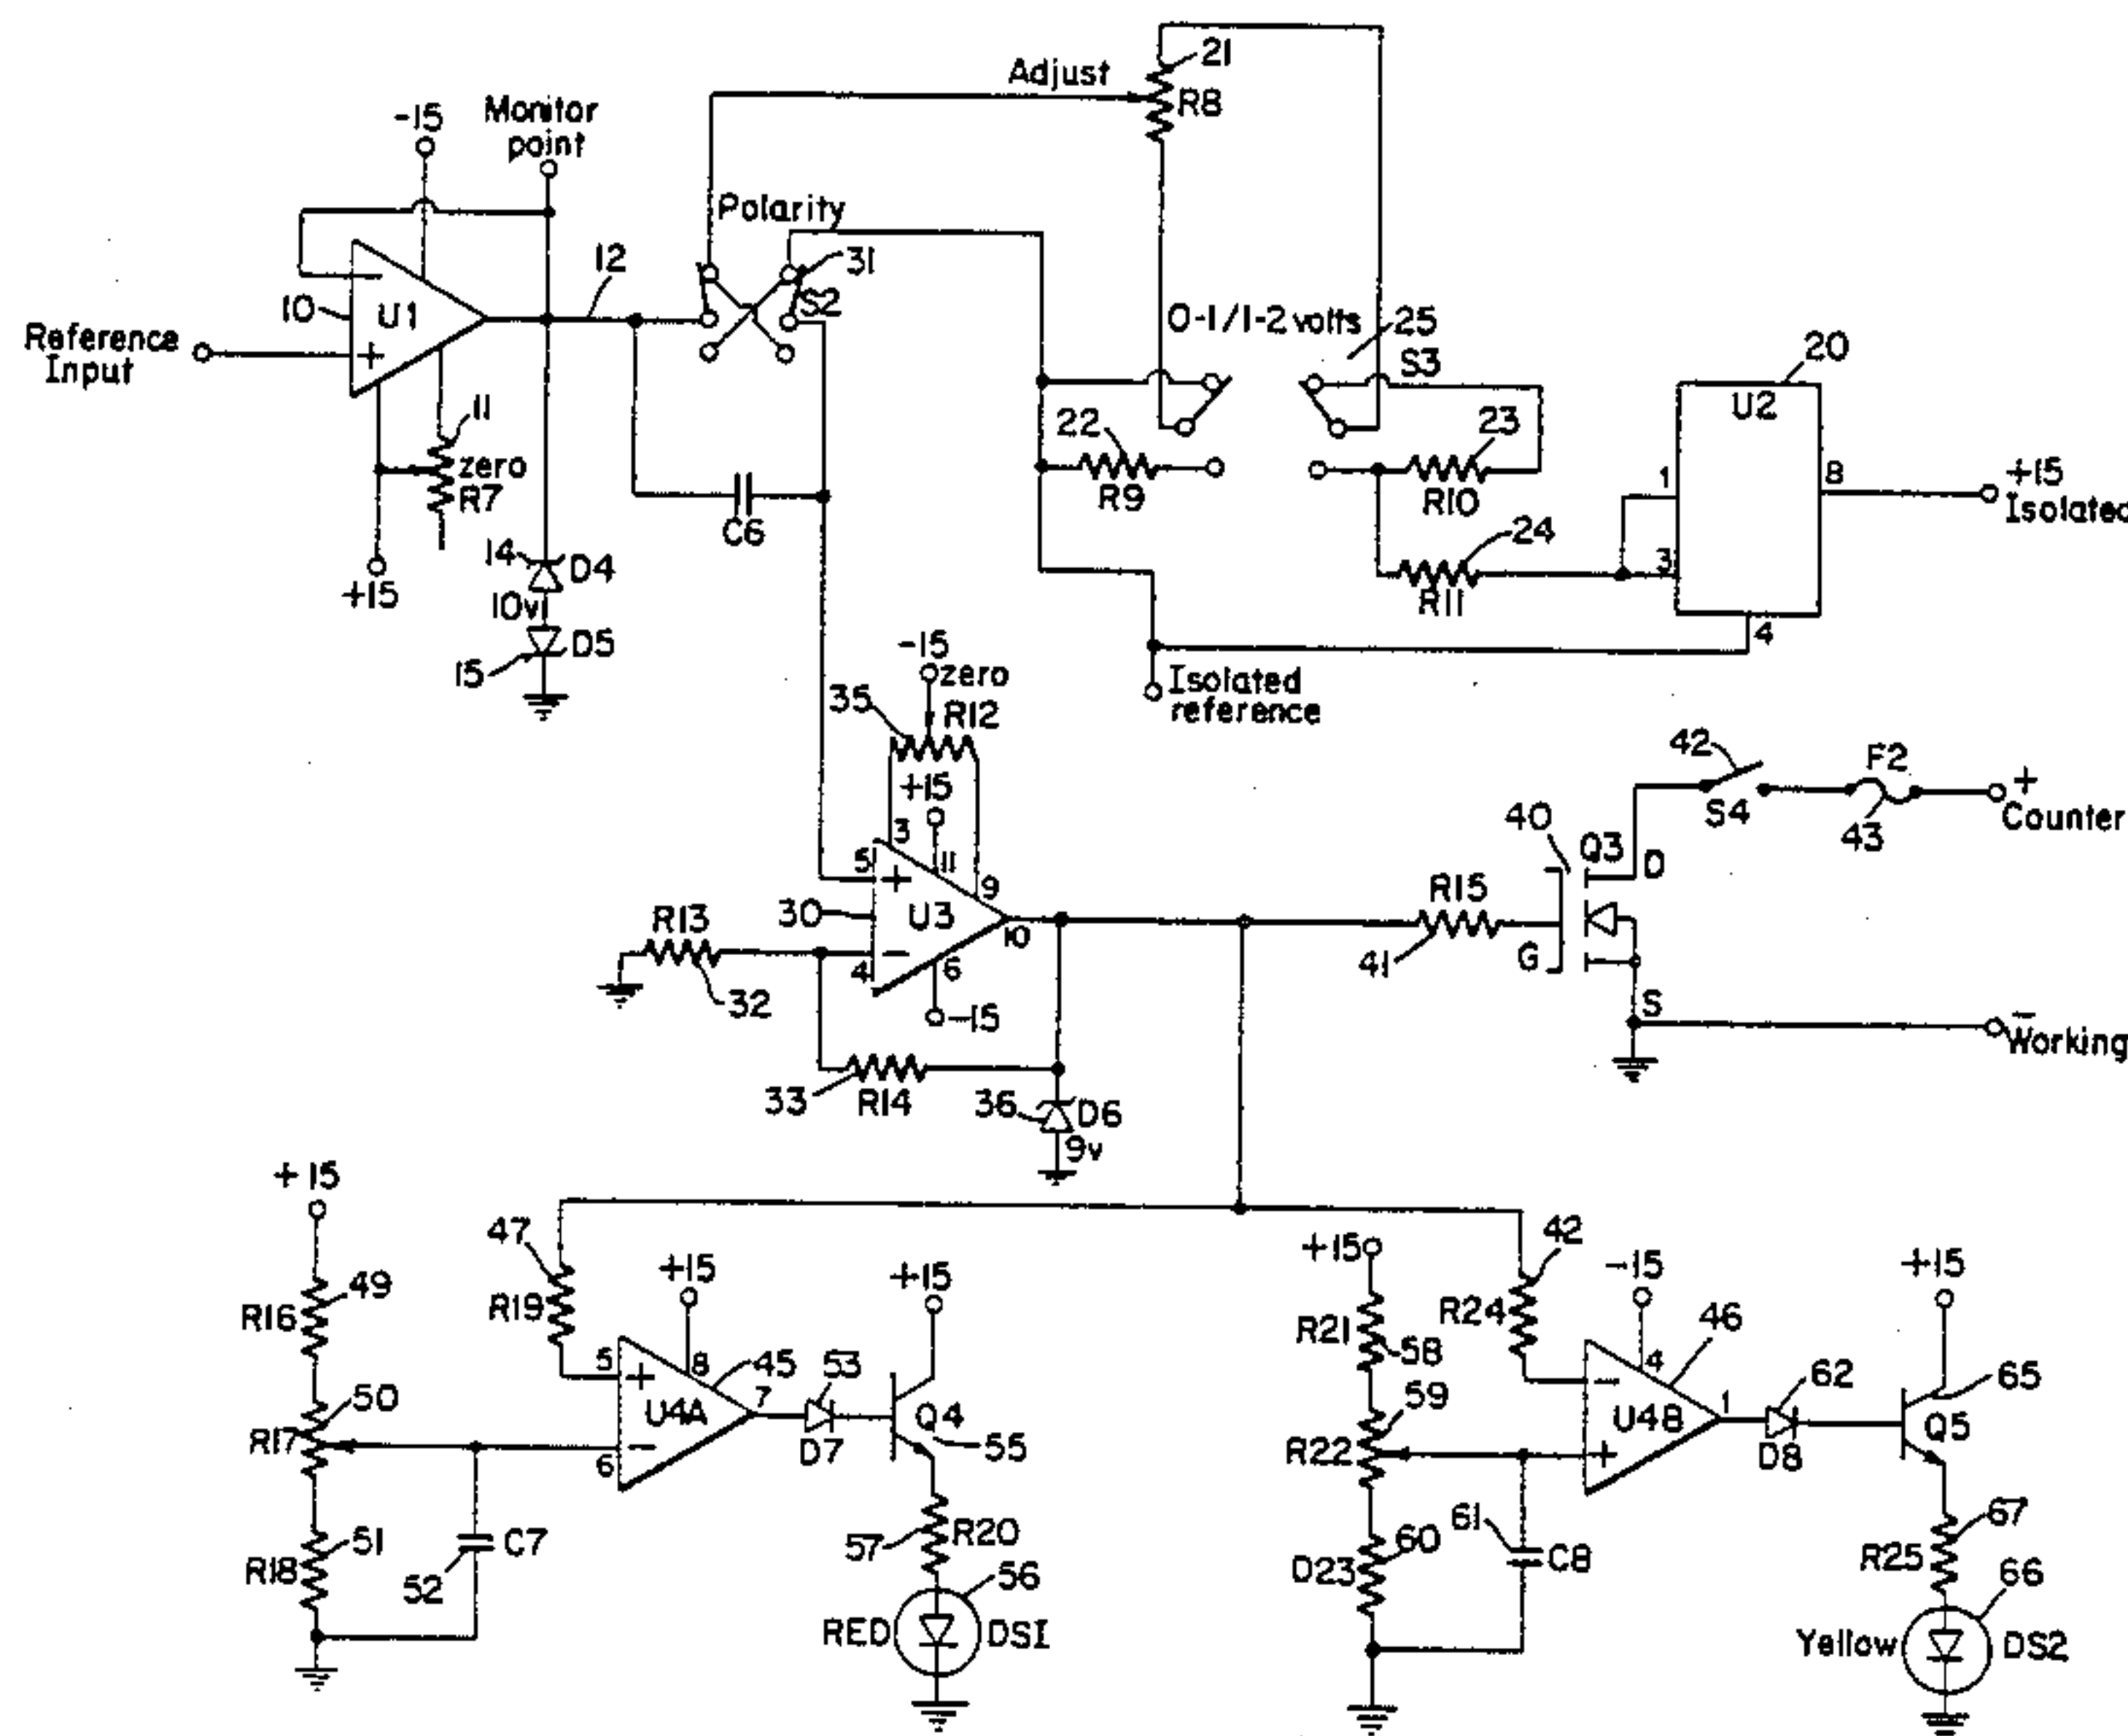 21
Adjust
R8
-15
Monitor
point
Polarity
31
S2
12
10
U1
Reference
Input
+
−
0-1/1-2 volts
25
S3
20
U2
11
zero
R7
22
R9
23
R10
1
8
+15
Isolated
C6
24
R11
3
4
14
D4
10v
+15
15
D5
-15
zero
Isolated
reference
35
R12
+15
42
F2
+
Counter
S4
43
40
Q3
D
3
5
+
11
9
R15
30
U3
R13
10
41
G
4
−
6
32
-15
S
−
Working
33
R14
36
D6
9v
+15
47
42
+15
+15
+15
-15
+15
49
R16
R19
R21
58
R24
46
5
+
8
45
53
4
62
65
50
U4A
7
Q4
59
−
U4B
1
Q5
R17
−
55
R22
+
6
D7
D8
51
C7
R20
61
67
R18
57
60
C8
R25
52
56
D23
66
RED
DS1
Yellow
DS2